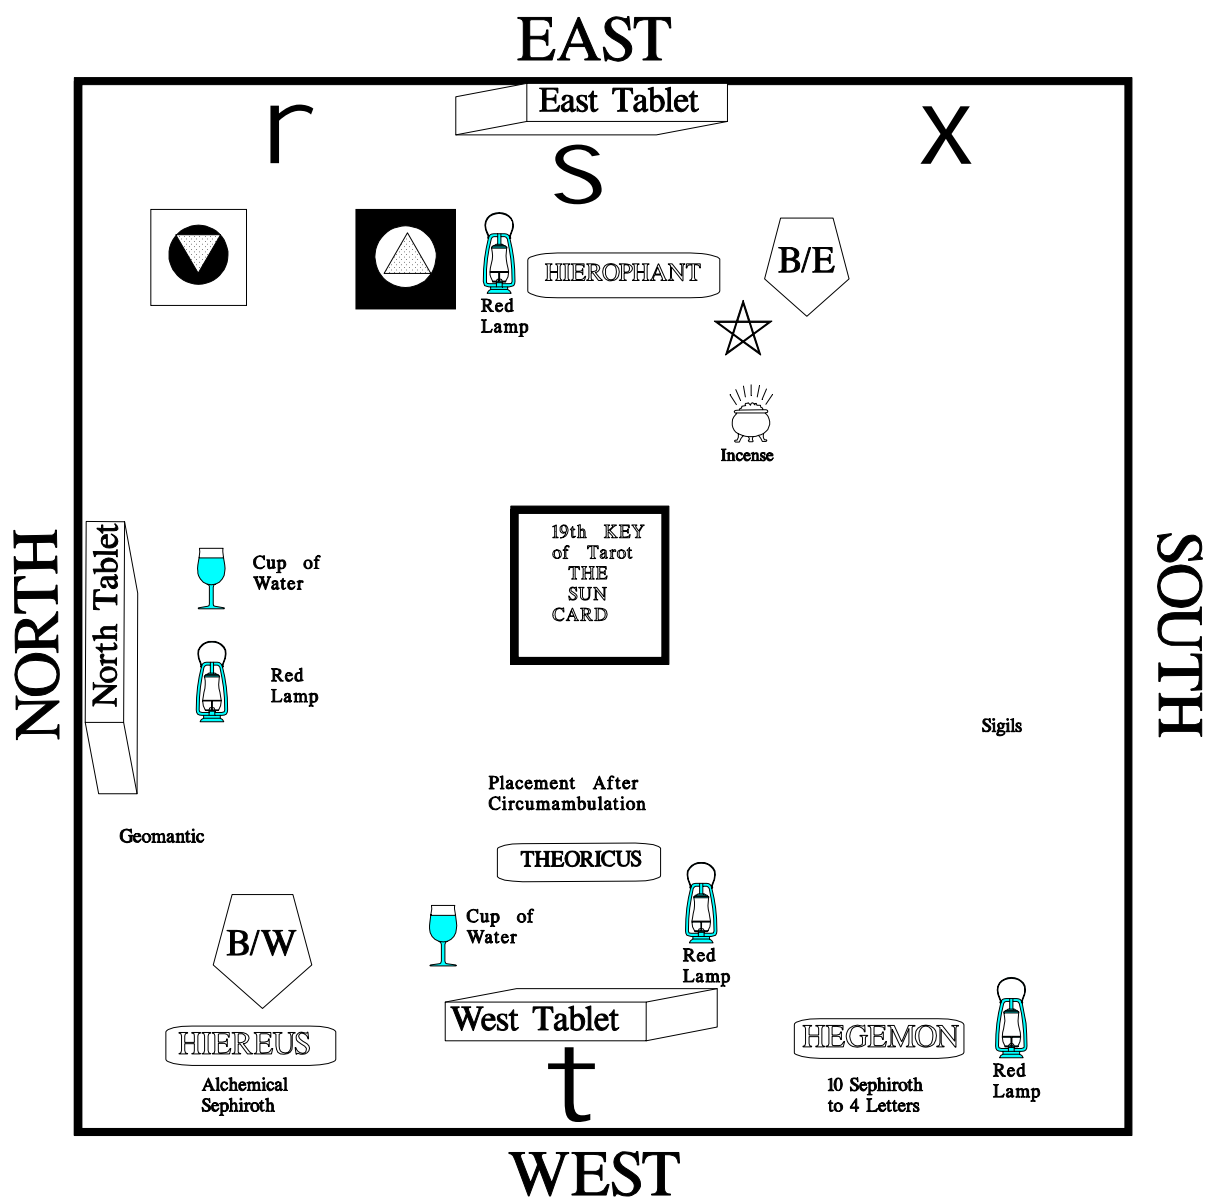 EAST
East Tablet
r
x
s
B/E
HIEROPHANT
Red
Lamp
Incense
NORTH
North Tablet
SOUTH
19th KEY
of Tarot
THE
SUN
CARD
Cup of
Water
Red
Lamp
Sigils
Placement After
Circumambulation
Geomantic
THEORICUS
B/W
Cup of
Water
Red
Lamp
West Tablet
HIEREUS
HEGEMON
Alchemical
Sephiroth
10 Sephiroth
to 4 Letters
Red
Lamp
t
WEST